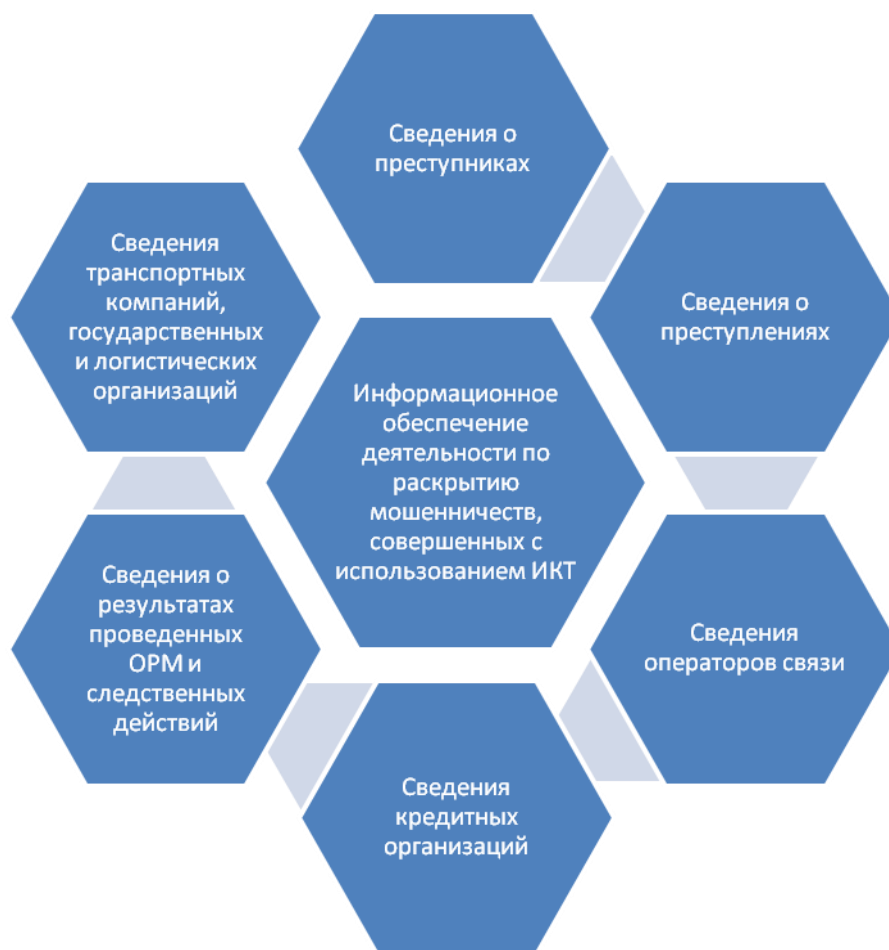 Сведения о
преступниках
Сведения
транспортных
компаний,
государственных
и логистических
организаций
Сведения о
преступлениях
Информационное
обеспечение
деятельности по
раскрытию
мошенничеств,
совершенных с
использованием ИКТ
Сведения о
результатах
проведенных
ОРМ и
следственных
действий
Сведения
операторов связи
Сведения
кредитных
организаций